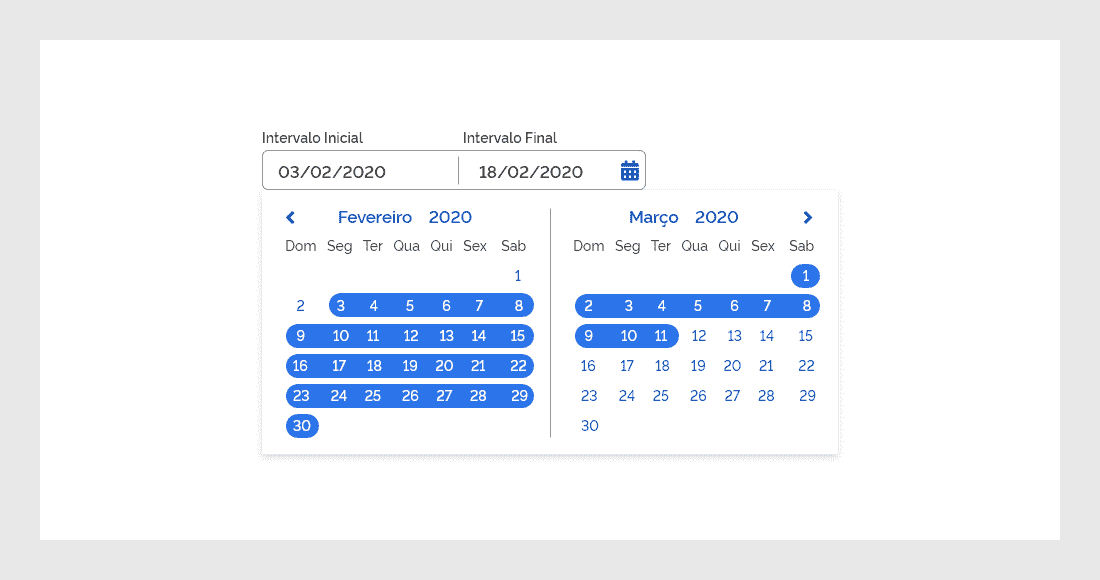 Intervalo Inicial Intervalo Final
03/02/2020 18/02/2020
Fevereiro 2020
Dom Seg Ter Qua Qui Sex Sab
1
2 3 4 5 6 7 8
9 10 11 12 13 14 15
16 17 18 19 20 21 22
23 24 25 26 27 28 29
30
Março 2020
Dom Seg Ter Qua Qui Sex Sab
1
2 3 4 5 6 7 8
9 10 11 12 13 14 15
16 17 18 19 20 21 22
23 24 25 26 27 28 29
30